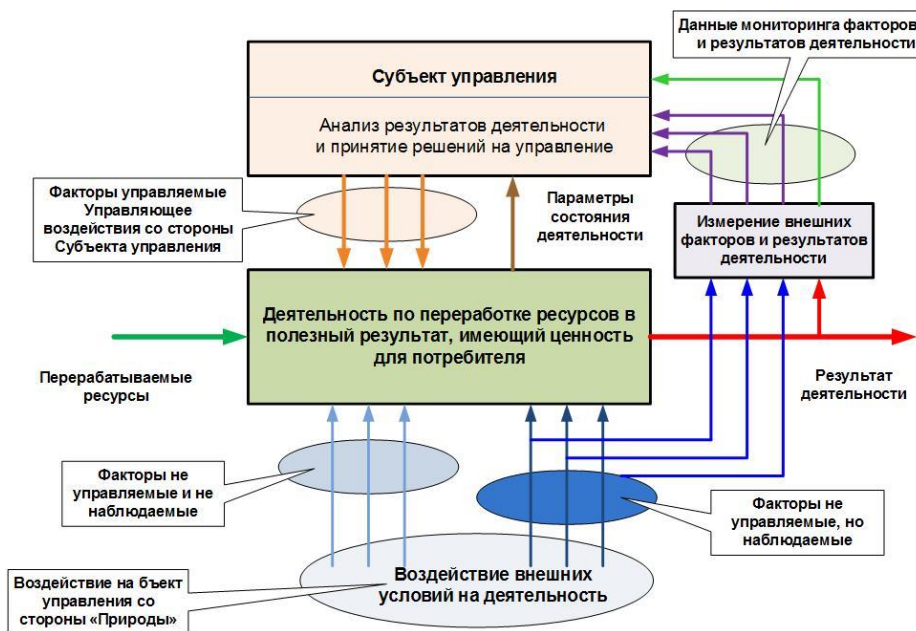 Данные мониторинга факторов
и результатов деятельности
Субъект управления
Анализ результатов деятельности
и принятие решений на управление
Факторы управляемые
Управляющее
воздействия со стороны
Субъекта управления
Параметры
состояния
деятельности
Измерение внешних
факторов и результатов
деятельности
Деятельность по переработке ресурсов в
полезный результат, имеющий ценность
для потребителя
Перерабатываемые
ресурсы
Результат
деятельности
Факторы не
управляемые и не
наблюдаемые
Факторы не
управляемые, но
наблюдаемые
Воздействие внешних
условий на деятельность
Воздействие на бъект
управления со
стороны «Природы»